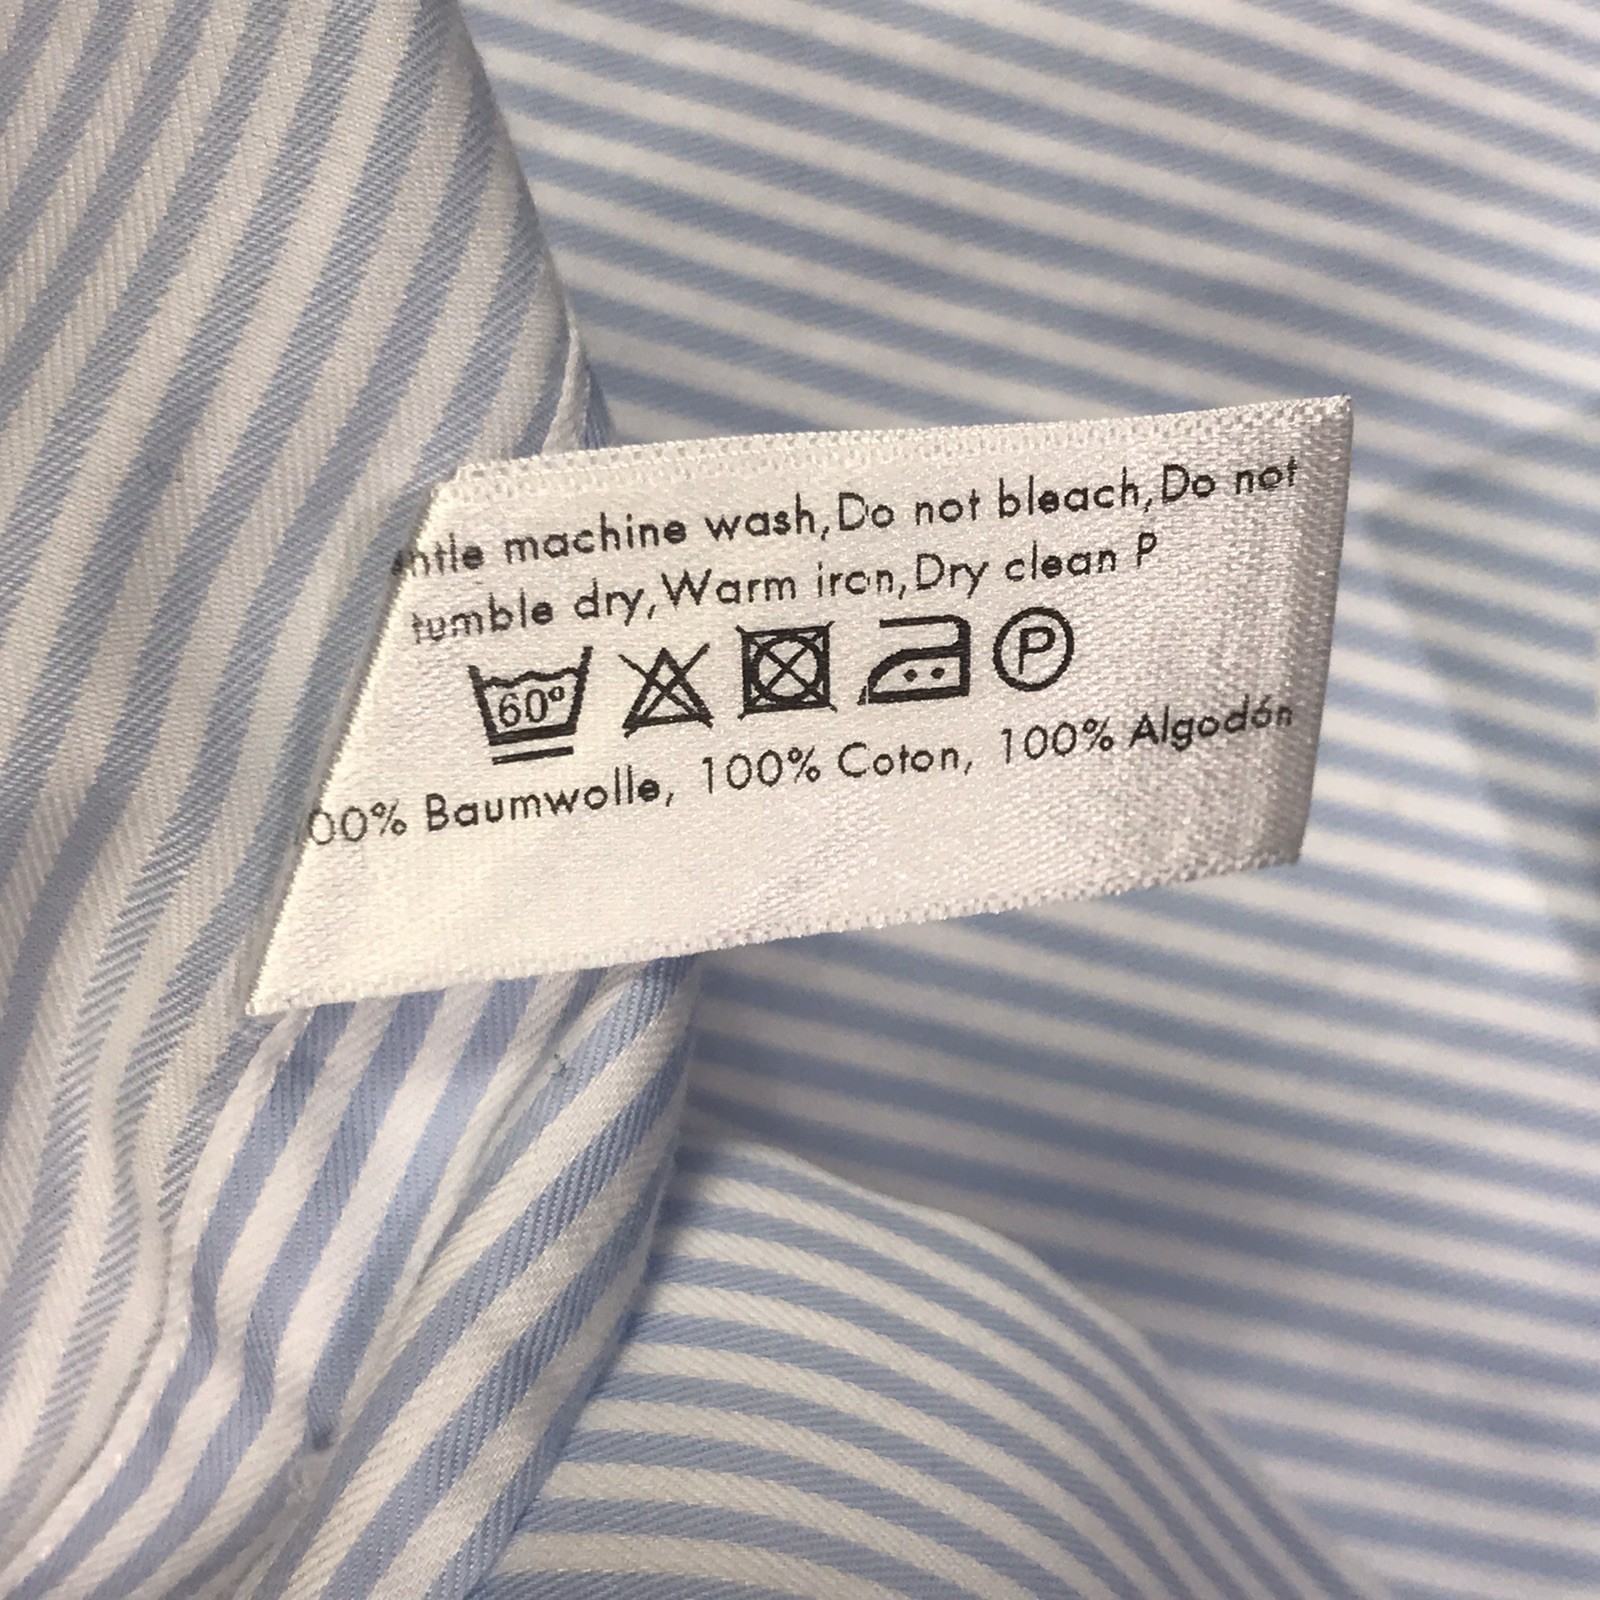 ntle machine wash,Do not bleach,Do not
tumble dry,Warm iron,Dry clean P
60° P
00% Baumwolle, 100% Coton, 100% Algodón